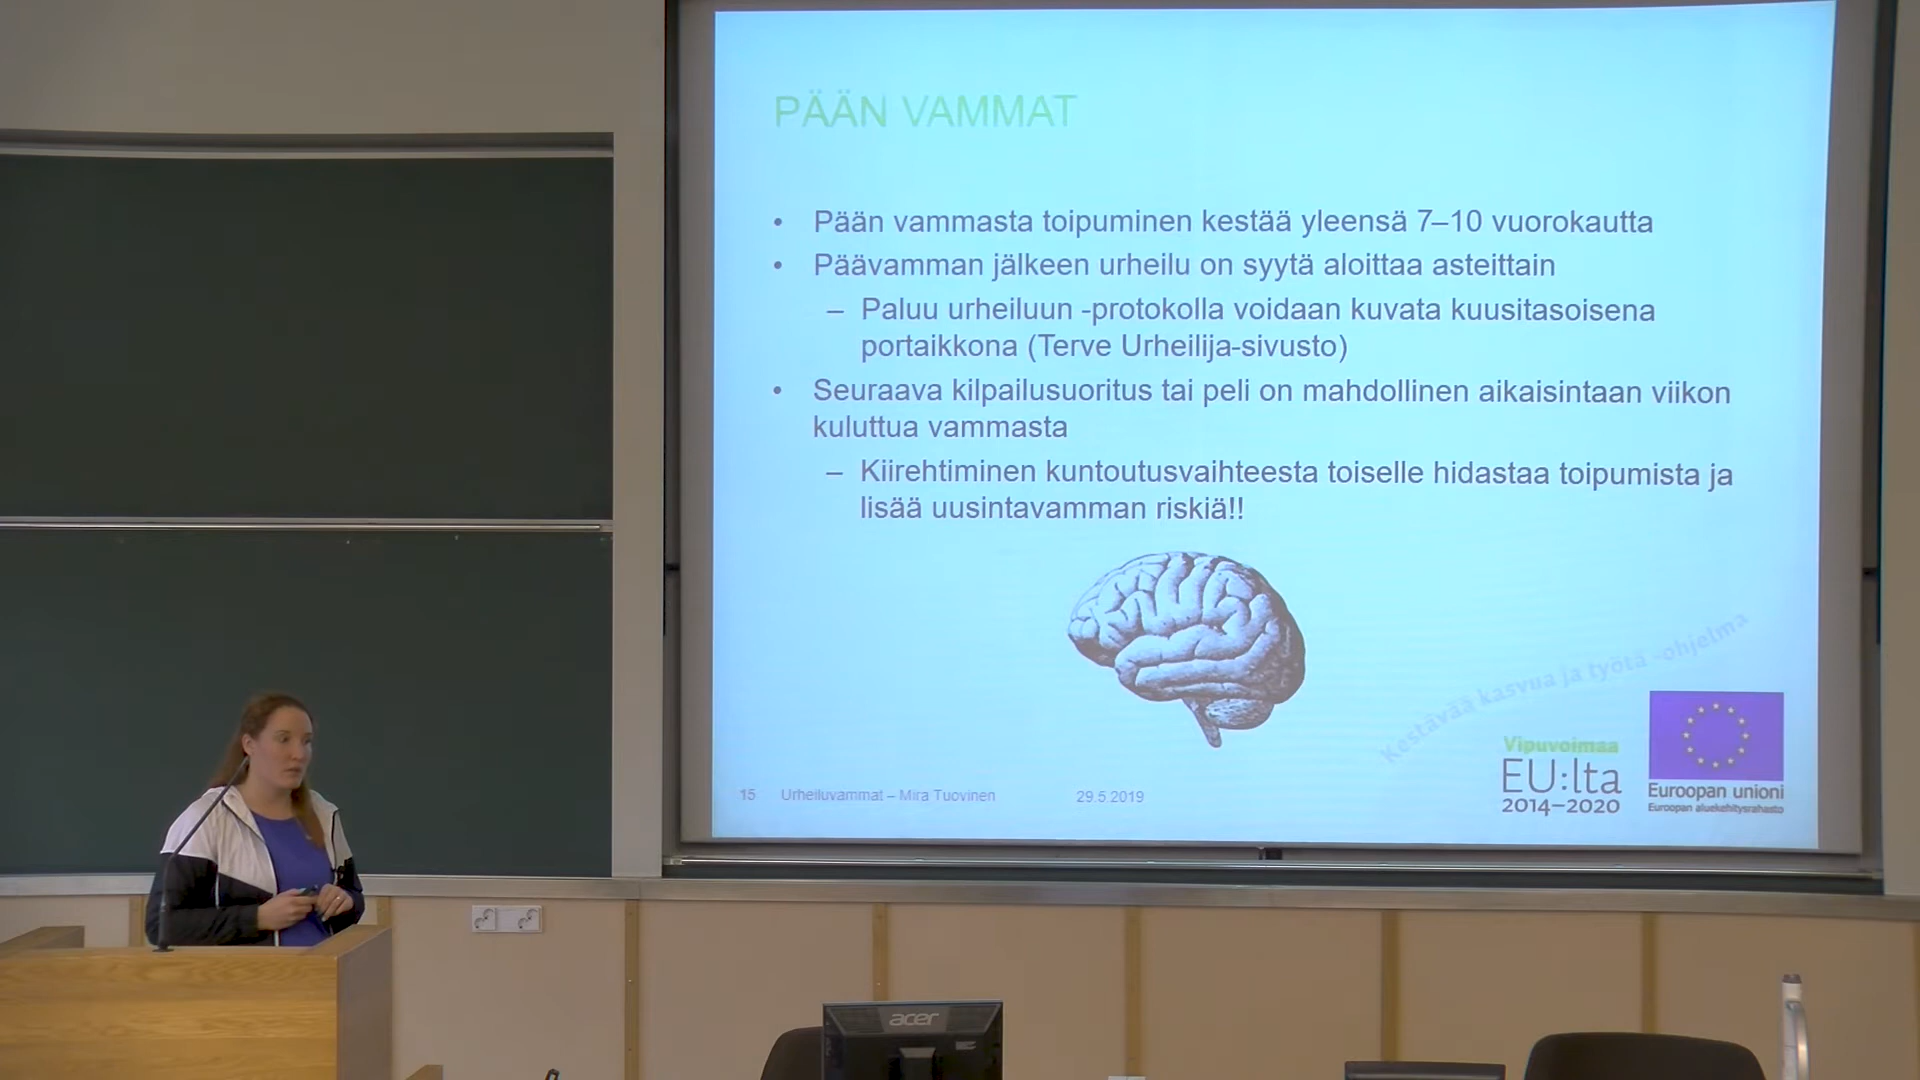 PÄÄN VAMMAT
• Pään vammasta toipuminen kestää yleensä 7–10 vuorokautta
• Päävamman jälkeen urheilu on syytä aloittaa asteittain
– Paluu urheiluun -protokolla voidaan kuvata kuusitasoisena
portaikkona (Terve Urheilija-sivusto)
• Seuraava kilpailusuoritus tai peli on mahdollinen aikaisintaan viikon
kuluttua vammasta
– Kiirehtiminen kuntoutusvaihteesta toiselle hidastaa toipumista ja
lisää uusintavamman riskiä!!
Kestävää kasvua ja työtä -ohjelma
Vipuvoimaa
EU:lta
2014–2020
Euroopan unioni
Euroopan aluekehitysrahasto
15 Urheiluvammat – Mira Tuovinen 29.5.2019
acer